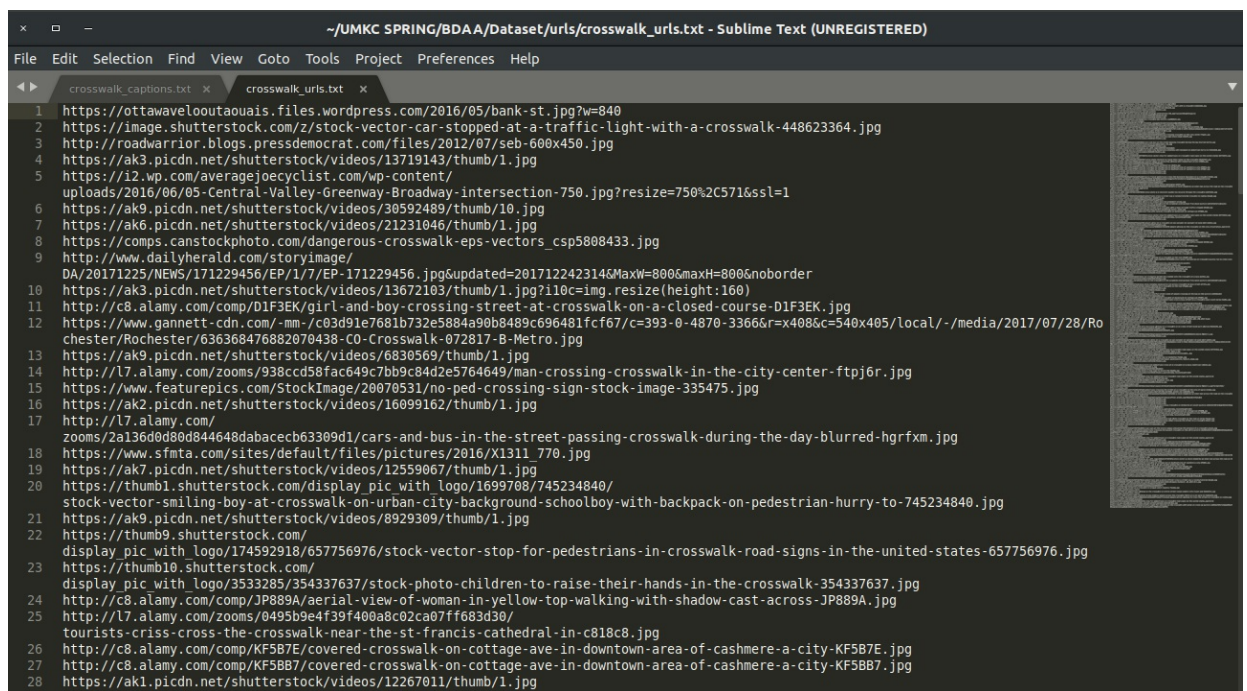 ~/UMKC SPRING/BDAA/Dataset/urls/crosswalk_urls.txt - Sublime Text (UNREGISTERED)
File Edit Selection Find View Goto Tools Project Preferences Help
crosswalk_captions.txt × crosswalk_urls.txt ×
1 https://ottawavelooutaouais.files.wordpress.com/2016/05/bank-st.jpg?w=840
2 https://image.shutterstock.com/z/stock-vector-car-stopped-at-a-traffic-light-with-a-crosswalk-448623364.jpg
3 http://roadwarrior.blogs.pressdemocrat.com/files/2012/07/seb-600x450.jpg
4 https://ak3.picdn.net/shutterstock/videos/13719143/thumb/1.jpg
5 https://i2.wp.com/averagejoecyclist.com/wp-content/
uploads/2016/06/05-Central-Valley-Greenway-Broadway-intersection-750.jpg?resize=750%2C571&ssl=1
6 https://ak9.picdn.net/shutterstock/videos/30592489/thumb/10.jpg
7 https://ak6.picdn.net/shutterstock/videos/21231046/thumb/1.jpg
8 https://comps.canstockphoto.com/dangerous-crosswalk-eps-vectors_csp5808433.jpg
9 http://www.dailyherald.com/storyimage/
DA/20171225/NEWS/171229456/EP/1/7/EP-171229456.jpg&updated=201712242314&MaxW=800&maxH=800&noborder
10 https://ak3.picdn.net/shutterstock/videos/13672103/thumb/1.jpg?i10c=img.resize(height:160)
11 http://c8.alamy.com/comp/D1F3EK/girl-and-boy-crossing-street-at-crosswalk-on-a-closed-course-D1F3EK.jpg
12 https://www.gannett-cdn.com/-mm-/c03d91e7681b732e5884a90b8489c696481fcf67/c=393-0-4870-3366&r=x408&c=540x405/local/-/media/2017/07/28/Ro
chester/Rochester/636368476882070438-CO-Crosswalk-072817-B-Metro.jpg
13 https://ak9.picdn.net/shutterstock/videos/6830569/thumb/1.jpg
14 http://l7.alamy.com/zooms/938ccd58fac649c7bb9c84d2e5764649/man-crossing-crosswalk-in-the-city-center-ftpj6r.jpg
15 https://www.featurepics.com/StockImage/20070531/no-ped-crossing-sign-stock-image-335475.jpg
16 https://ak2.picdn.net/shutterstock/videos/16099162/thumb/1.jpg
17 http://l7.alamy.com/
zooms/2a136d0d80d844648dabacecb63309d1/cars-and-bus-in-the-street-passing-crosswalk-during-the-day-blurred-hgrfxm.jpg
18 https://www.sfmta.com/sites/default/files/pictures/2016/X1311_770.jpg
19 https://ak7.picdn.net/shutterstock/videos/12559067/thumb/1.jpg
20 https://thumb1.shutterstock.com/display_pic_with_logo/1699708/745234840/
stock-vector-smiling-boy-at-crosswalk-on-urban-city-background-schoolboy-with-backpack-on-pedestrian-hurry-to-745234840.jpg
21 https://ak9.picdn.net/shutterstock/videos/8929309/thumb/1.jpg
22 https://thumb9.shutterstock.com/
display_pic_with_logo/174592918/657756976/stock-vector-stop-for-pedestrians-in-crosswalk-road-signs-in-the-united-states-657756976.jpg
23 https://thumb10.shutterstock.com/
display_pic_with_logo/3533285/354337637/stock-photo-children-to-raise-their-hands-in-the-crosswalk-354337637.jpg
24 http://c8.alamy.com/comp/JP889A/aerial-view-of-woman-in-yellow-top-walking-with-shadow-cast-across-JP889A.jpg
25 http://l7.alamy.com/zooms/0495b9e4f39f400a8c02ca07ff683d30/
tourists-criss-cross-the-crosswalk-near-the-st-francis-cathedral-in-c818c8.jpg
26 http://c8.alamy.com/comp/KF5B7E/covered-crosswalk-on-cottage-ave-in-downtown-area-of-cashmere-a-city-KF5B7E.jpg
27 http://c8.alamy.com/comp/KF5BB7/covered-crosswalk-on-cottage-ave-in-downtown-area-of-cashmere-a-city-KF5BB7.jpg
28 https://ak1.picdn.net/shutterstock/videos/12267011/thumb/1.jpg